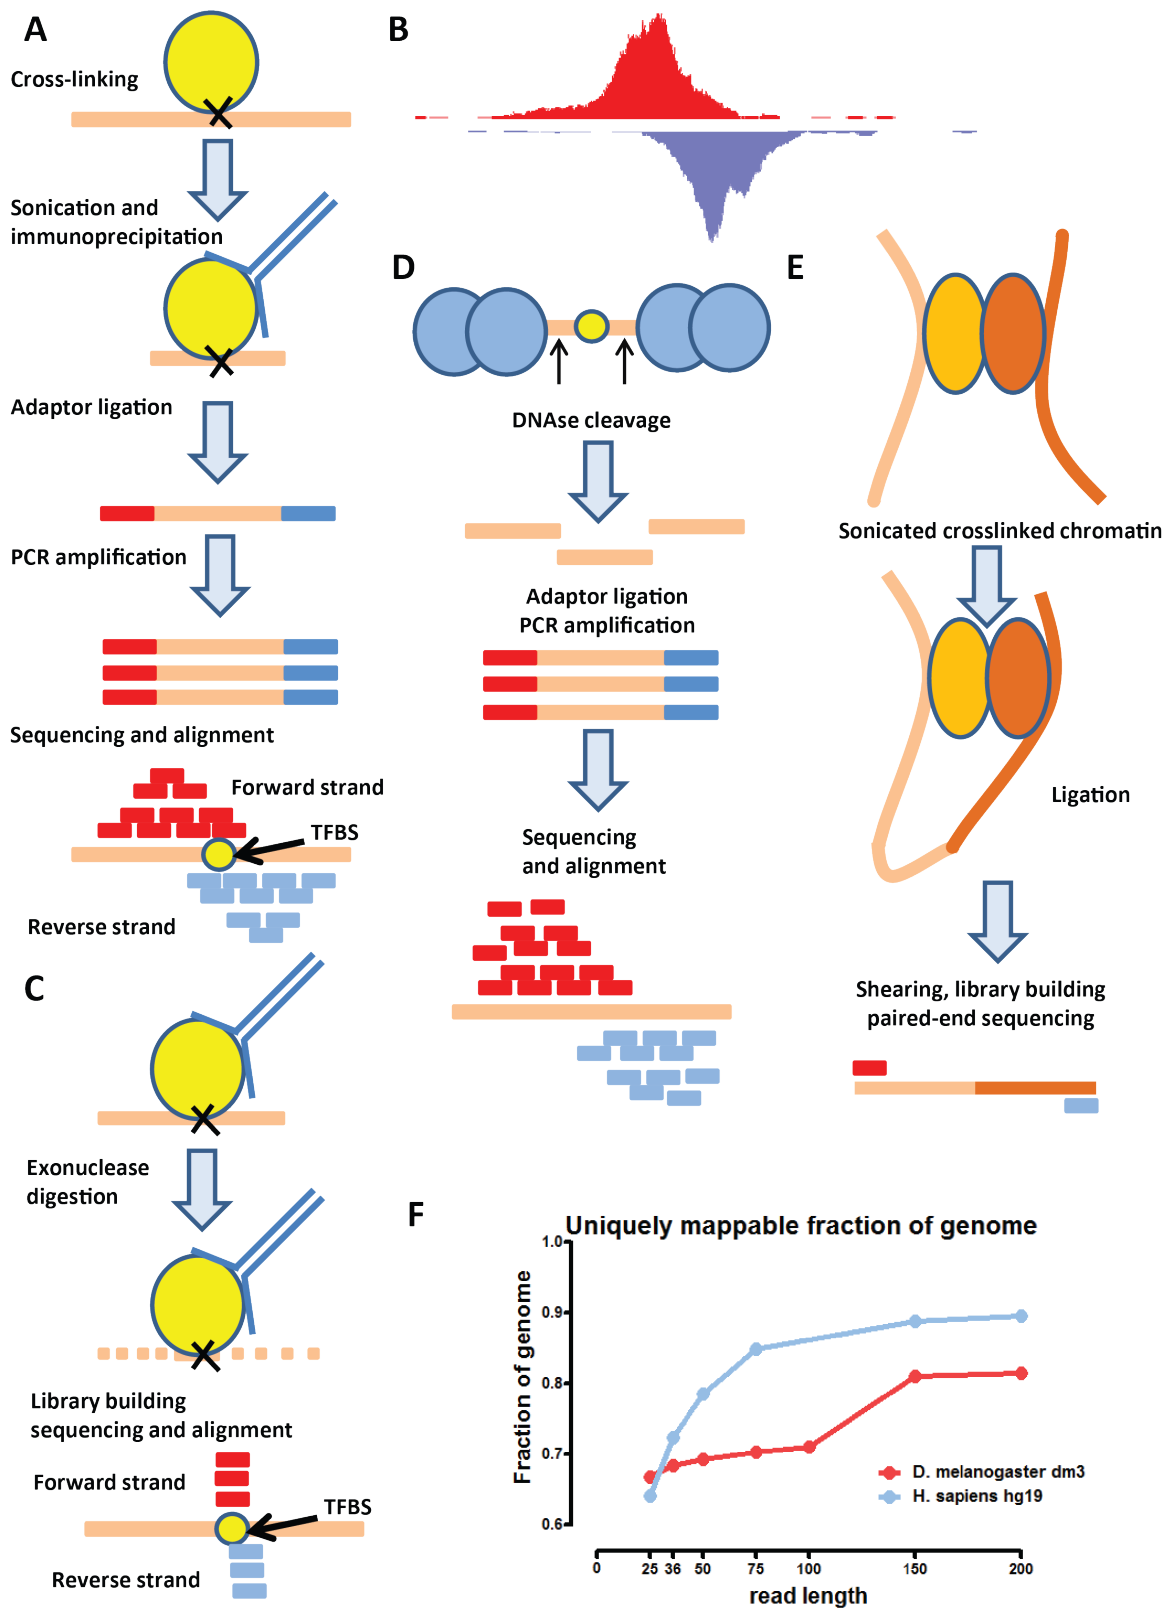 A
Cross-linking
Sonication and
immunoprecipitation
Adaptor ligation
PCR amplification
Sequencing and alignment
Forward strand
TFBS
Reverse strand
B
C
Exonuclease
digestion
Library building
sequencing and alignment
Forward strand
TFBS
Reverse strand
D
DNAse cleavage
Adaptor ligation
PCR amplification
Sequencing
and alignment
E
Sonicated crosslinked chromatin
Ligation
Shearing, library building
paired-end sequencing
F
Uniquely mappable fraction of genome
Fraction of genome
1.0
0.9
0.8
0.7
0.6
D. melanogaster dm3
H. sapiens hg19
0 25 36 50 75 100 150 200
read length